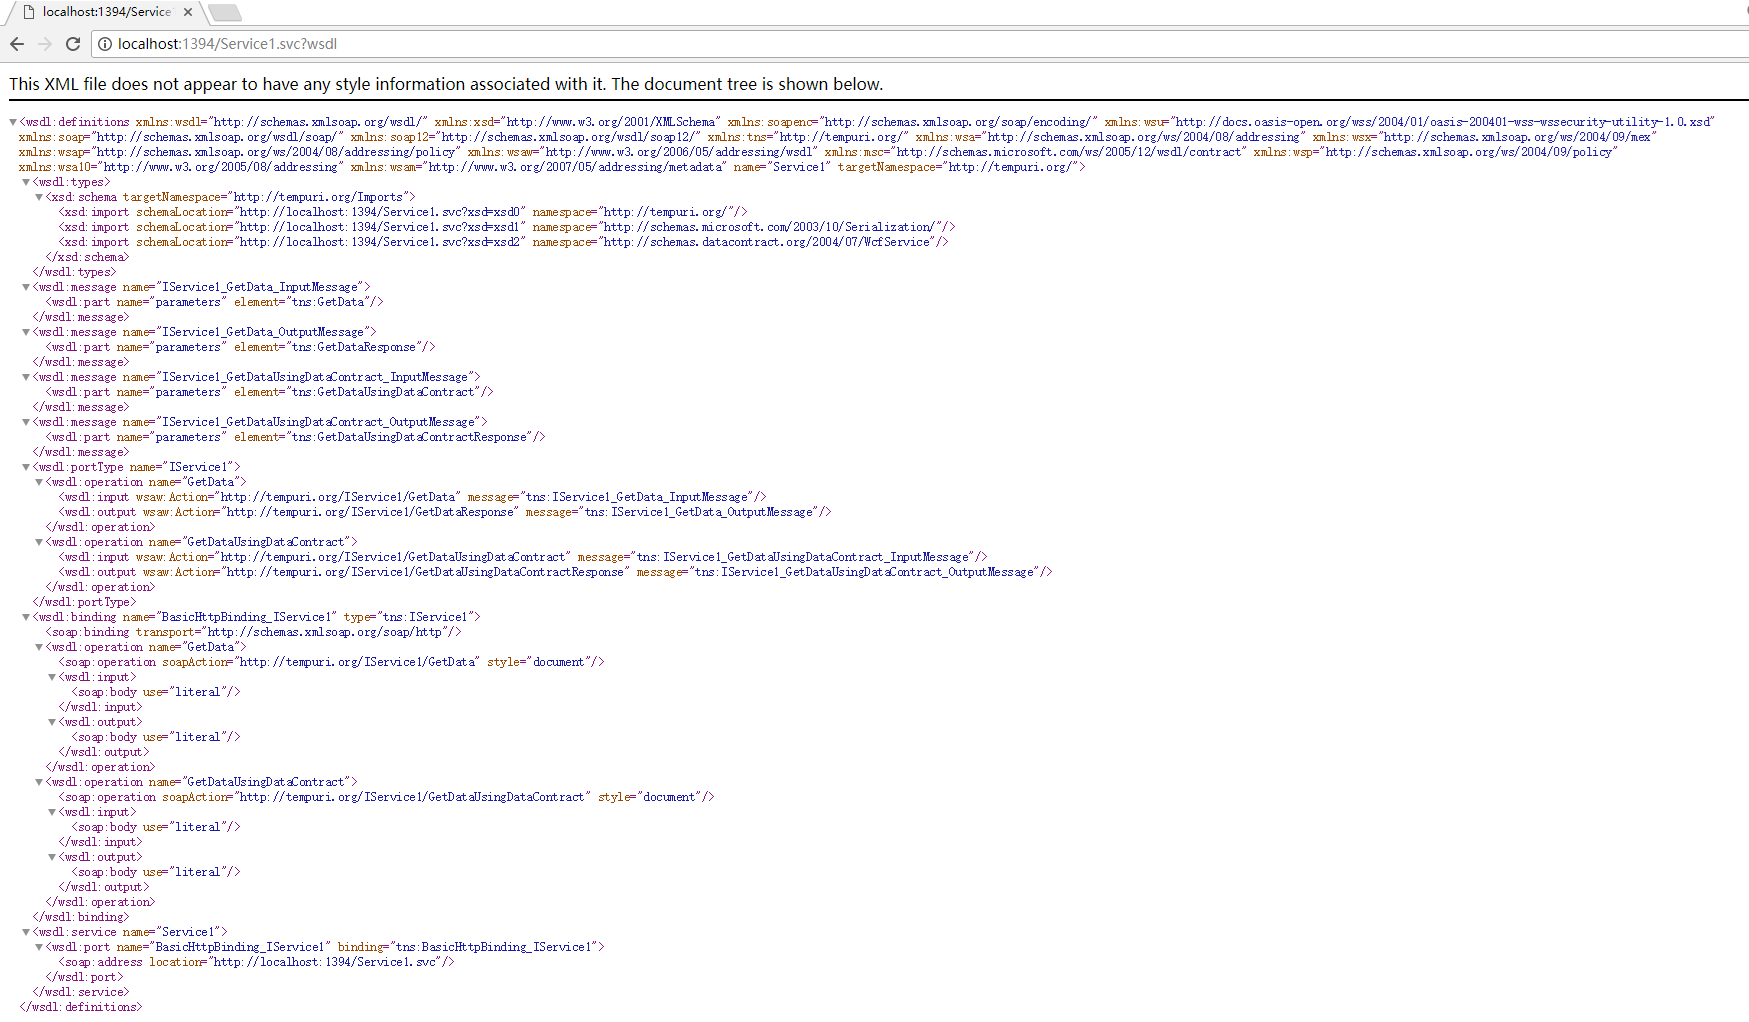 localhost:1394/Service
localhost:1394/Service1.svc?wsdl
This XML file does not appear to have any style information associated with it. The document tree is shown below.
<wsdl:definitions xmlns:wsdl="http://schemas.xmlsoap.org/wsdl/" xmlns:xsd="http://www.w3.org/2001/XMLSchema" xmlns:soapenc="http://schemas.xmlsoap.org/soap/encoding/" xmlns:wsu="http://docs.oasis-open.org/wss/2004/01/oasis-200401-wss-wssecurity-utility-1.0.xsd"
xmlns:soap="http://schemas.xmlsoap.org/wsdl/soap/" xmlns:soap12="http://schemas.xmlsoap.org/wsdl/soap12/" xmlns:tns="http://tempuri.org/" xmlns:wsa="http://schemas.xmlsoap.org/ws/2004/08/addressing" xmlns:wsx="http://schemas.xmlsoap.org/ws/2004/09/mex"
xmlns:wsap="http://schemas.xmlsoap.org/ws/2004/08/addressing/policy" xmlns:wsaw="http://www.w3.org/2006/05/addressing/wsdl" xmlns:msc="http://schemas.microsoft.com/ws/2005/12/wsdl/contract" xmlns:wsp="http://schemas.xmlsoap.org/ws/2004/09/policy"
xmlns:wsa10="http://www.w3.org/2005/08/addressing" xmlns:wsam="http://www.w3.org/2007/05/addressing/metadata" name="Service1" targetNamespace="http://tempuri.org/">
<wsdl:types>
<xsd:schema targetNamespace="http://tempuri.org/Imports">
<xsd:import schemaLocation="http://localhost:1394/Service1.svc?xsd=xsd0" namespace="http://tempuri.org/"/>
<xsd:import schemaLocation="http://localhost:1394/Service1.svc?xsd=xsd1" namespace="http://schemas.microsoft.com/2003/10/Serialization/"/>
<xsd:import schemaLocation="http://localhost:1394/Service1.svc?xsd=xsd2" namespace="http://schemas.datacontract.org/2004/07/WcfService"/>
</xsd:schema>
</wsdl:types>
<wsdl:message name="IService1_GetData_InputMessage">
<wsdl:part name="parameters" element="tns:GetData"/>
</wsdl:message>
<wsdl:message name="IService1_GetData_OutputMessage">
<wsdl:part name="parameters" element="tns:GetDataResponse"/>
</wsdl:message>
<wsdl:message name="IService1_GetDataUsingDataContract_InputMessage">
<wsdl:part name="parameters" element="tns:GetDataUsingDataContract"/>
</wsdl:message>
<wsdl:message name="IService1_GetDataUsingDataContract_OutputMessage">
<wsdl:part name="parameters" element="tns:GetDataUsingDataContractResponse"/>
</wsdl:message>
<wsdl:portType name="IService1">
<wsdl:operation name="GetData">
<wsdl:input wsaw:Action="http://tempuri.org/IService1/GetData" message="tns:IService1_GetData_InputMessage"/>
<wsdl:output wsaw:Action="http://tempuri.org/IService1/GetDataResponse" message="tns:IService1_GetData_OutputMessage"/>
</wsdl:operation>
<wsdl:operation name="GetDataUsingDataContract">
<wsdl:input wsaw:Action="http://tempuri.org/IService1/GetDataUsingDataContract" message="tns:IService1_GetDataUsingDataContract_InputMessage"/>
<wsdl:output wsaw:Action="http://tempuri.org/IService1/GetDataUsingDataContractResponse" message="tns:IService1_GetDataUsingDataContract_OutputMessage"/>
</wsdl:operation>
</wsdl:portType>
<wsdl:binding name="BasicHttpBinding_IService1" type="tns:IService1">
<soap:binding transport="http://schemas.xmlsoap.org/soap/http"/>
<wsdl:operation name="GetData">
<soap:operation soapAction="http://tempuri.org/IService1/GetData" style="document"/>
<wsdl:input>
<soap:body use="literal"/>
</wsdl:input>
<wsdl:output>
<soap:body use="literal"/>
</wsdl:output>
</wsdl:operation>
<wsdl:operation name="GetDataUsingDataContract">
<soap:operation soapAction="http://tempuri.org/IService1/GetDataUsingDataContract" style="document"/>
<wsdl:input>
<soap:body use="literal"/>
</wsdl:input>
<wsdl:output>
<soap:body use="literal"/>
</wsdl:output>
</wsdl:operation>
</wsdl:binding>
<wsdl:service name="Service1">
<wsdl:port name="BasicHttpBinding_IService1" binding="tns:BasicHttpBinding_IService1">
<soap:address location="http://localhost:1394/Service1.svc"/>
</wsdl:port>
</wsdl:service>
</wsdl:definitions>